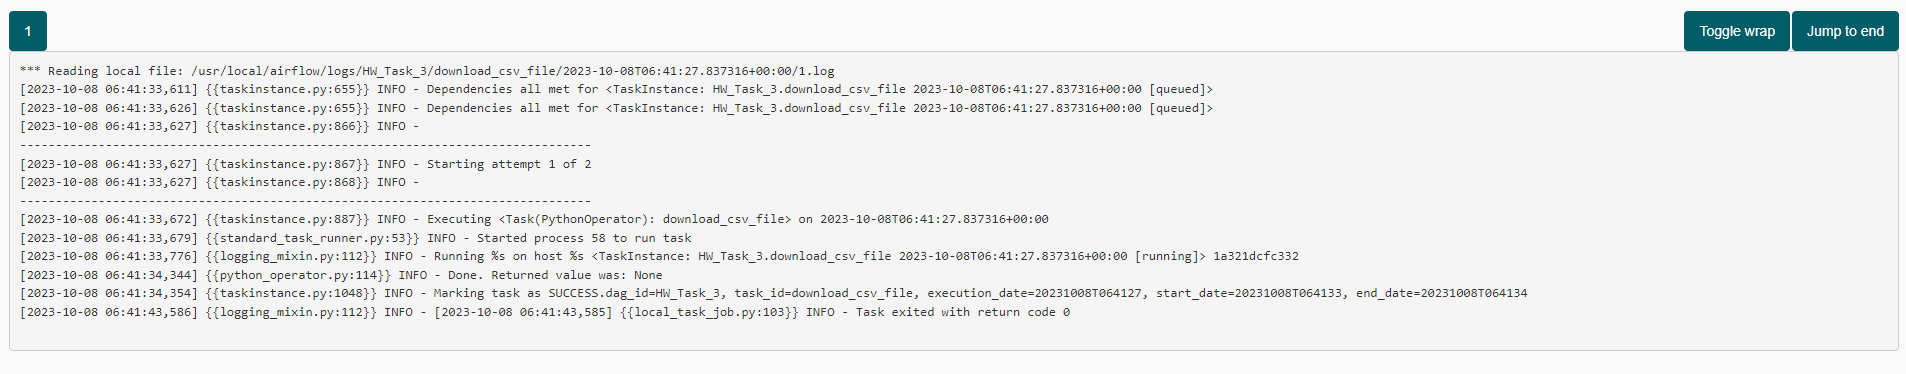 1
Toggle wrap
Jump to end
*** Reading local file: /usr/local/airflow/logs/HW_Task_3/download_csv_file/2023-10-08T06:41:27.837316+00:00/1.log
[2023-10-08 06:41:33,611] {{taskinstance.py:655}} INFO - Dependencies all met for <TaskInstance: HW_Task_3.download_csv_file 2023-10-08T06:41:27.837316+00:00 [queued]>
[2023-10-08 06:41:33,626] {{taskinstance.py:655}} INFO - Dependencies all met for <TaskInstance: HW_Task_3.download_csv_file 2023-10-08T06:41:27.837316+00:00 [queued]>
[2023-10-08 06:41:33,627] {{taskinstance.py:866}} INFO -
--------------------------------------------------------------------------------
[2023-10-08 06:41:33,627] {{taskinstance.py:867}} INFO - Starting attempt 1 of 2
[2023-10-08 06:41:33,627] {{taskinstance.py:868}} INFO -
--------------------------------------------------------------------------------
[2023-10-08 06:41:33,672] {{taskinstance.py:887}} INFO - Executing <Task(PythonOperator): download_csv_file> on 2023-10-08T06:41:27.837316+00:00
[2023-10-08 06:41:33,679] {{standard_task_runner.py:53}} INFO - Started process 58 to run task
[2023-10-08 06:41:33,776] {{logging_mixin.py:112}} INFO - Running %s on host %s <TaskInstance: HW_Task_3.download_csv_file 2023-10-08T06:41:27.837316+00:00 [running]> 1a321dcfc332
[2023-10-08 06:41:34,344] {{python_operator.py:114}} INFO - Done. Returned value was: None
[2023-10-08 06:41:34,354] {{taskinstance.py:1048}} INFO - Marking task as SUCCESS.dag_id=HW_Task_3, task_id=download_csv_file, execution_date=20231008T064127, start_date=20231008T064133, end_date=20231008T064134
[2023-10-08 06:41:43,586] {{logging_mixin.py:112}} INFO - [2023-10-08 06:41:43,585] {{local_task_job.py:103}} INFO - Task exited with return code 0